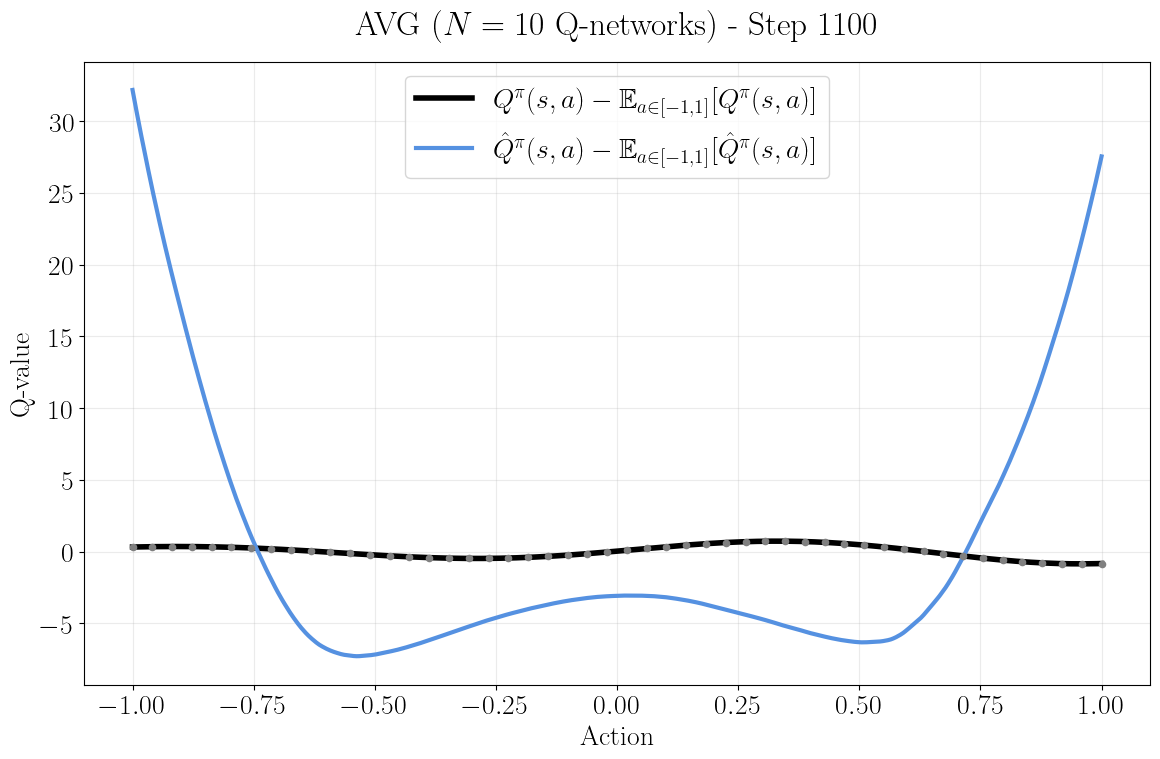 AVG (N = 10 Q-networks) - Step 1100
Q^π(s, a) − 𝔼_{a∈[−1,1]}[Q^π(s, a)]
Q̂^π(s, a) − 𝔼_{a∈[−1,1]}[Q̂^π(s, a)]
Q-value
30
25
20
15
10
5
0
−5
−1.00 −0.75 −0.50 −0.25 0.00 0.25 0.50 0.75 1.00
Action